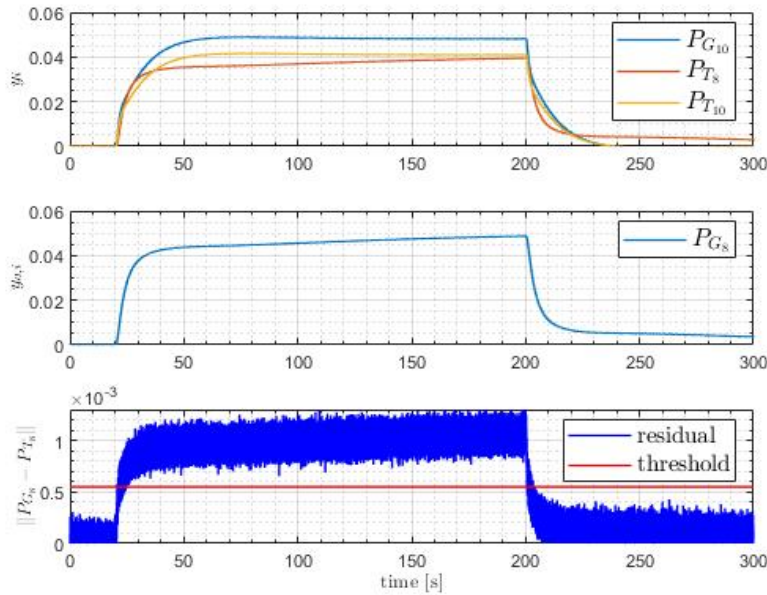 0.06
0.04
0.02
0
y_i
P_{G_{10}}
P_{T_8}
P_{T_{10}}
0 50 100 150 200 250 300
0.06
0.04
0.02
0
y_{a,i}
P_{G_8}
0 50 100 150 200 250 300
×10^{-3}
1
0.5
0
||P_{G_8} − P_{T_8}||
residual
threshold
0 50 100 150 200 250 300
time [s]